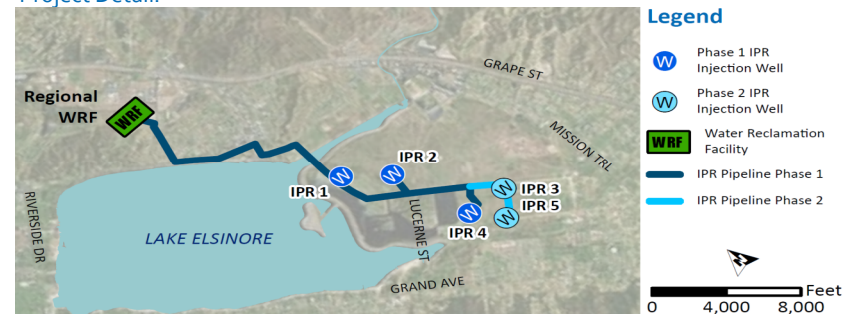 Project Detail
Legend
Phase 1 IPR
Injection Well
Phase 2 IPR
Injection Well
WRF
Water Reclamation
Facility
IPR Pipeline Phase 1
IPR Pipeline Phase 2
Feet
0 4,000 8,000
GRAPE ST
MISSION TRL
Regional
WRF
WRF
IPR 2
IPR 1
IPR 3
IPR 5
IPR 4
LUCERNE ST
RIVERSIDE DR
LAKE ELSINORE
GRAND AVE
W
W
W
W
W
W
W